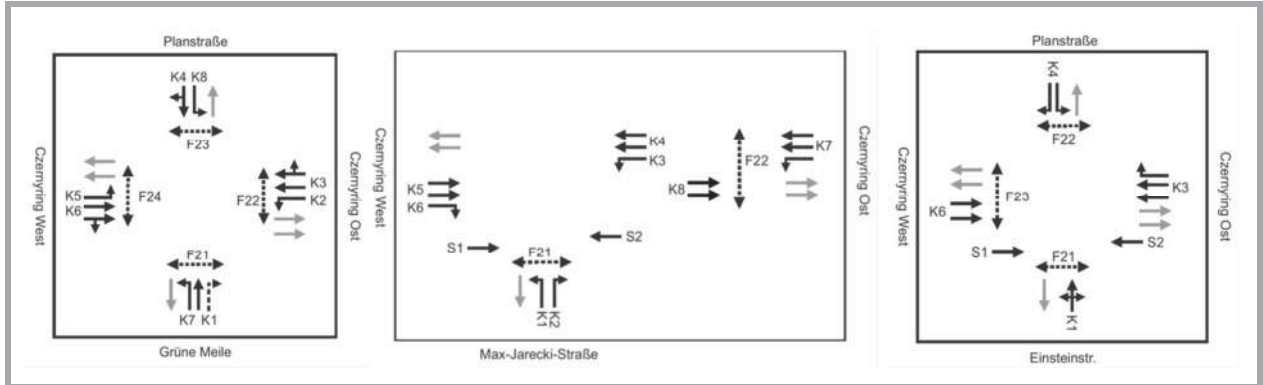 Planstraße
K4 K8
F23
Czernyring West
K5
K6
F24
F22
K3
K2
Czernyring Ost
F21
K7 K1
Grüne Meile
Czernyring West
K5
K6
K4
K3
K8
F22
K7
Czernyring Ost
S1
S2
F21
K1 K2
Max-Jarecki-Straße
Planstraße
K4
F22
Czernyring West
K6
F23
K3
Czernyring Ost
S1
S2
F21
K1
Einsteinstr.